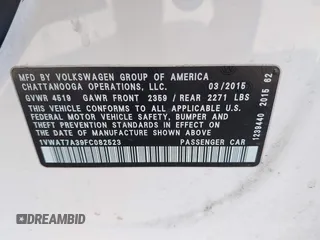 MFD BY VOLKSWAGEN GROUP OF AMERICA
CHATTANOOGA OPERATIONS, LLC. 03/2015
GVWR 4519 GAWR FRONT 2359 / REAR 2271 LBS
THIS VEHICLE CONFORMS TO ALL APPLICABLE U.S.
FEDERAL MOTOR VEHICLE SAFETY, BUMPER AND
THEFT PREVENTION STANDARDS IN EFFECT ON THE
DATE OF MANUFACTURE SHOWN ABOVE.
1VWAT7A39FC082523 PASSENGER CAR
1239440 2015 62
DREAMBID